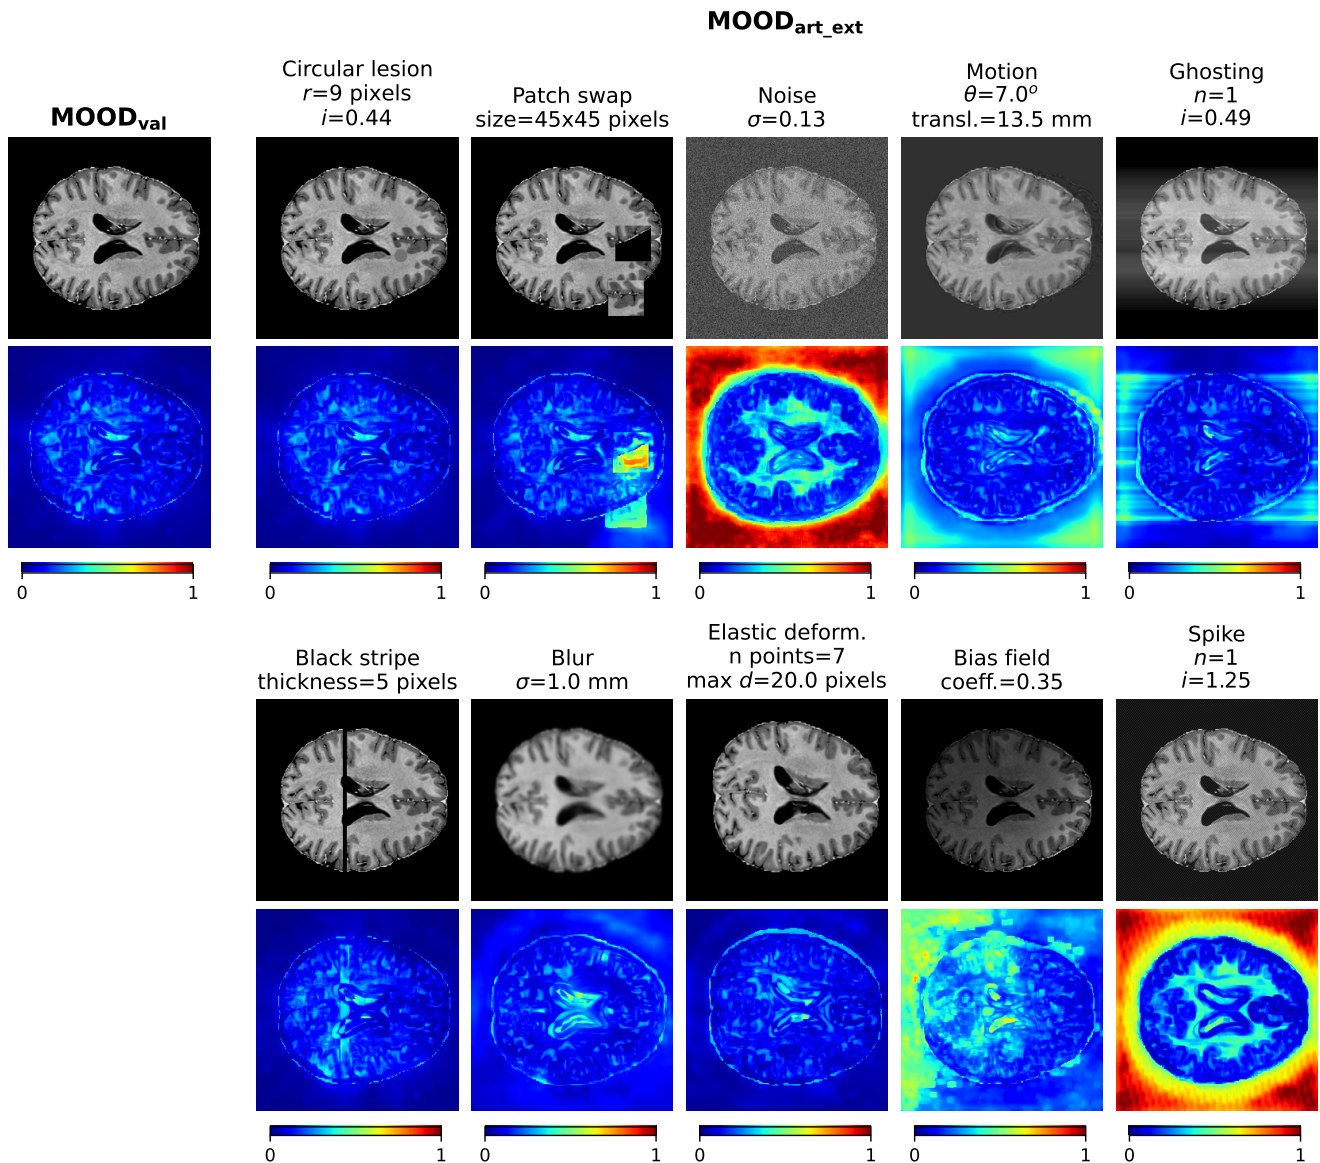 MOODart_ext
MOODval
Circular lesion
r=9 pixels
i=0.44
Patch swap
size=45x45 pixels
Noise
σ=0.13
Motion
θ=7.0o
transl.=13.5 mm
Ghosting
n=1
i=0.49
0 1
0 1
0 1
0 1
0 1
0 1
Black stripe
thickness=5 pixels
Blur
σ=1.0 mm
Elastic deform.
n points=7
max d=20.0 pixels
Bias field
coeff.=0.35
Spike
n=1
i=1.25
0 1
0 1
0 1
0 1
0 1